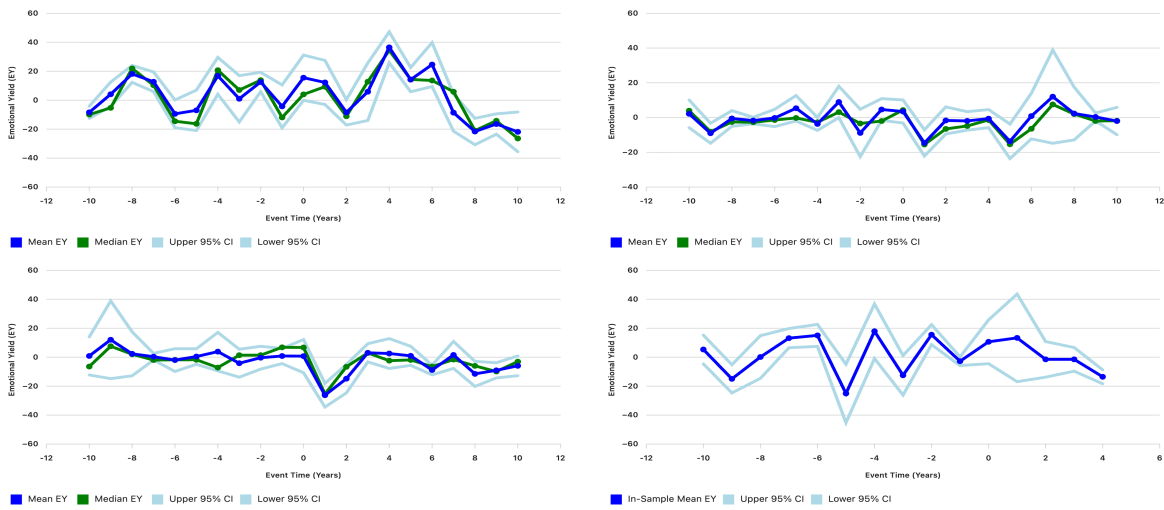 60
40
20
0
−20
−40
−60
Emotional Yield (EY)
-12 -10 -8 -6 -4 -2 0 2 4 6 8 10 12
Event Time (Years)
Mean EY Median EY Upper 95% CI Lower 95% CI
60
40
20
0
−20
−40
Emotional Yield (EY)
-12 -10 -8 -6 -4 -2 0 2 4 6 8 10 12
Event Time (Years)
Mean EY Median EY Upper 95% CI Lower 95% CI
60
40
20
0
−20
−40
−60
Emotional Yield (EY)
-12 -10 -8 -6 -4 -2 0 2 4 6 8 10 12
Event Time (Years)
Mean EY Median EY Upper 95% CI Lower 95% CI
60
40
20
0
−20
−40
−60
Emotional Yield (EY)
-12 -10 -8 -6 -4 -2 0 2 4 6
Event Time (Years)
In-Sample Mean EY Upper 95% CI Lower 95% CI